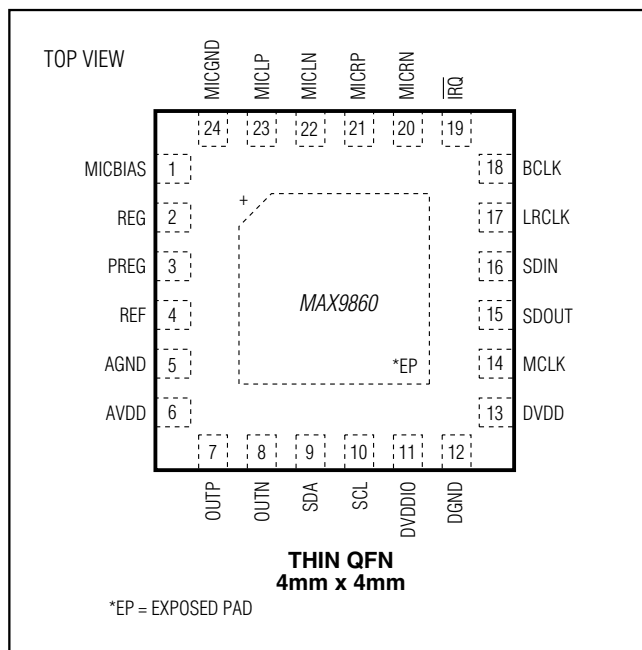 TOP VIEW
MICGND
MICLP
MICLN
MICRP
MICRN
IRQ
24
23
22
21
20
19
MICBIAS
1
18
BCLK
REG
2
17
LRCLK
+
PREG
3
16
SDIN
MAX9860
REF
4
15
SDOUT
AGND
5
14
MCLK
*EP
AVDD
6
13
DVDD
7
8
9
10
11
12
OUTP
OUTN
SDA
SCL
DVDDIO
DGND
THIN QFN
4mm x 4mm
*EP = EXPOSED PAD